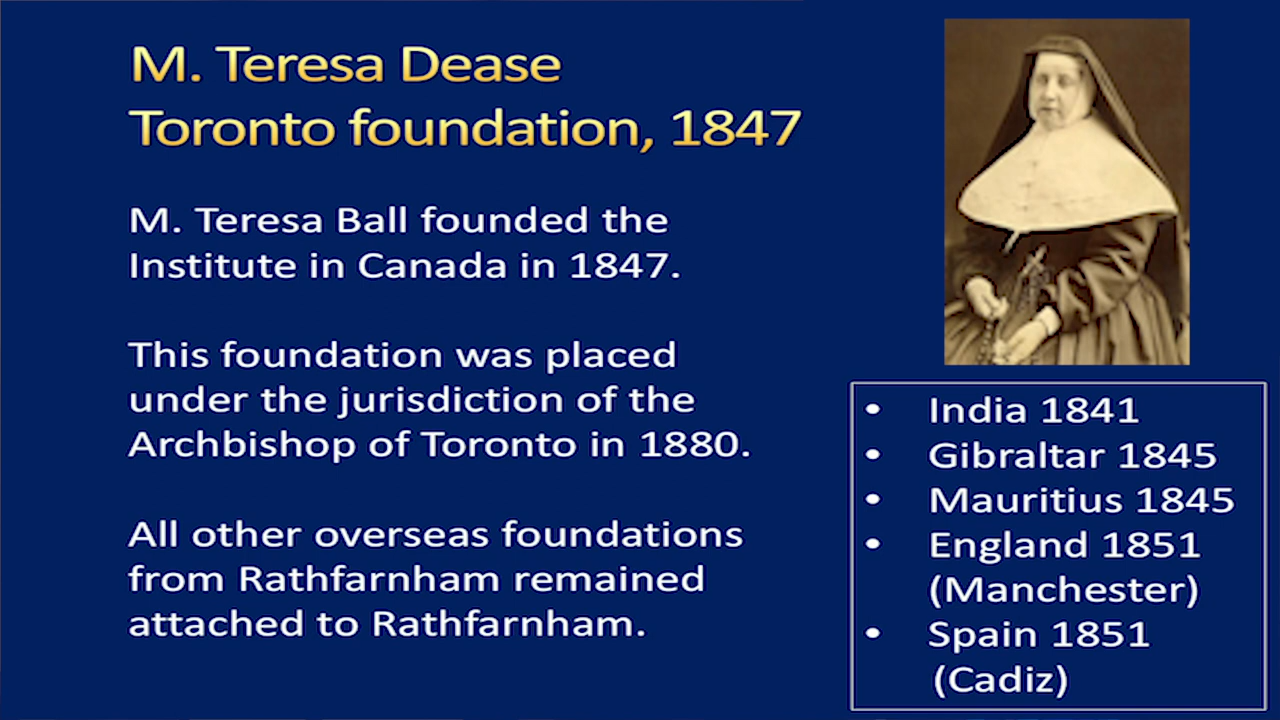 M. Teresa Dease
Toronto foundation, 1847
M. Teresa Ball founded the
Institute in Canada in 1847.
This foundation was placed
under the jurisdiction of the
Archbishop of Toronto in 1880.
All other overseas foundations
from Rathfarnham remained
attached to Rathfarnham.
• India 1841
• Gibraltar 1845
• Mauritius 1845
• England 1851
(Manchester)
• Spain 1851
(Cadiz)